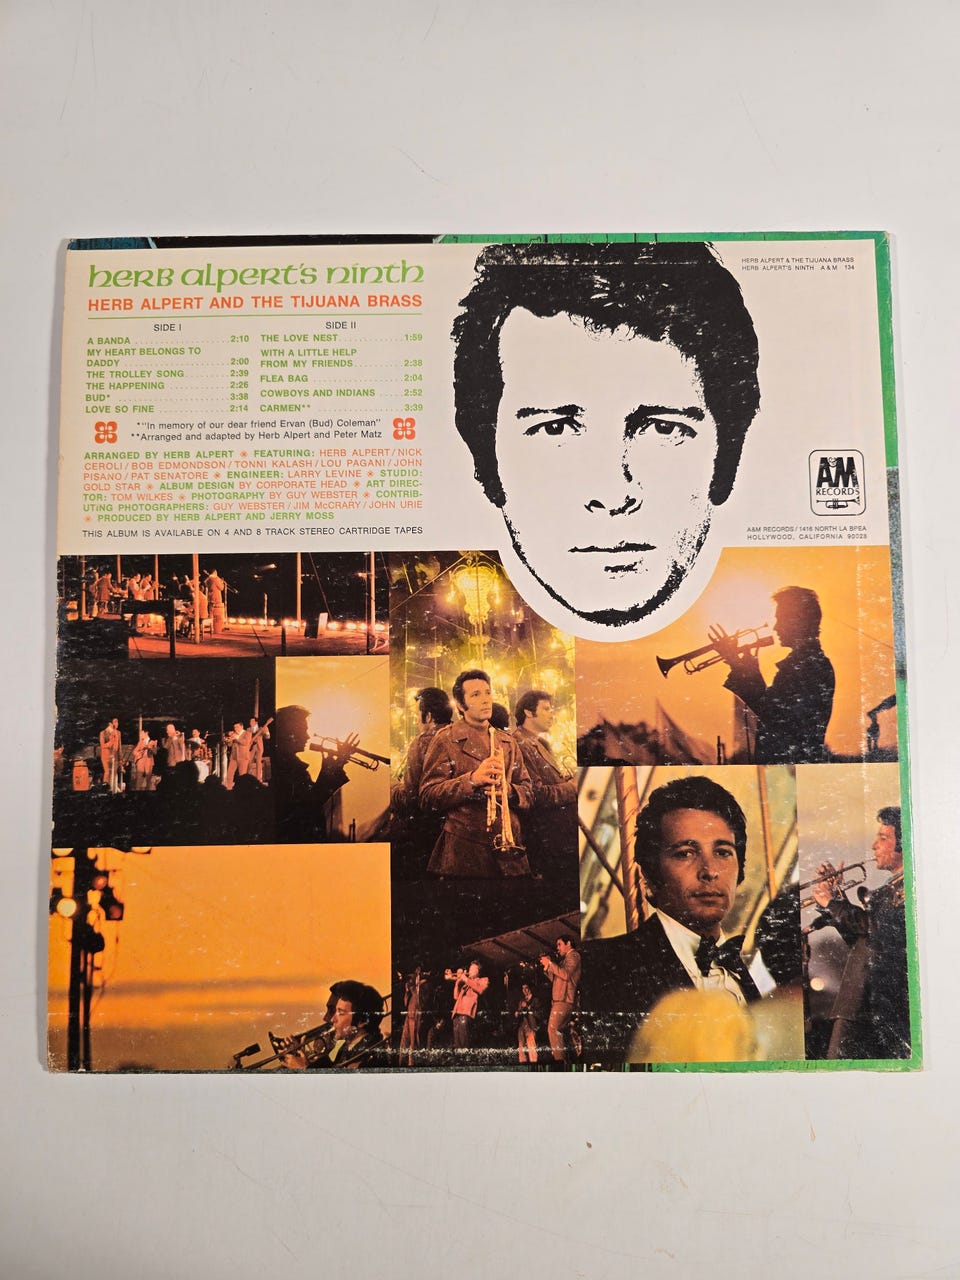 herb alpert's ninth
HERB ALPERT AND THE TIJUANA BRASS
SIDE I
A BANDA 2:10
MY HEART BELONGS TO
DADDY 2:00
THE TROLLEY SONG 2:39
THE HAPPENING 2:26
BUD* 3:38
LOVE SO FINE 2:14
SIDE II
THE LOVE NEST 1:59
WITH A LITTLE HELP
FROM MY FRIENDS 2:38
FLEA BAG 2:04
COWBOYS AND INDIANS 2:52
CARMEN** 3:39
*"In memory of our dear friend Ervan (Bud) Coleman"
**Arranged and adapted by Herb Alpert and Peter Matz
ARRANGED BY HERB ALPERT * FEATURING: HERB ALPERT / NICK
CEROLI / BOB EDMONDSON / TONNI KALASH / LOU PAGANI / JOHN
PISANO / PAT SENATORE * ENGINEER: LARRY LEVINE * STUDIO:
GOLD STAR * ALBUM DESIGN BY CORPORATE HEAD * ART DIREC-
TOR: TOM WILKES * PHOTOGRAPHY BY GUY WEBSTER * CONTRIB-
UTING PHOTOGRAPHERS: GUY WEBSTER / JIM McCRARY / JOHN URIE
* PRODUCED BY HERB ALPERT AND JERRY MOSS
THIS ALBUM IS AVAILABLE ON 4 AND 8 TRACK STEREO CARTRIDGE TAPES
HERB ALPERT & THE TIJUANA BRASS
HERB ALPERT'S NINTH A & M 134
A&M
RECORDS
A&M RECORDS / 1416 NORTH LA BREA
HOLLYWOOD, CALIFORNIA 90028